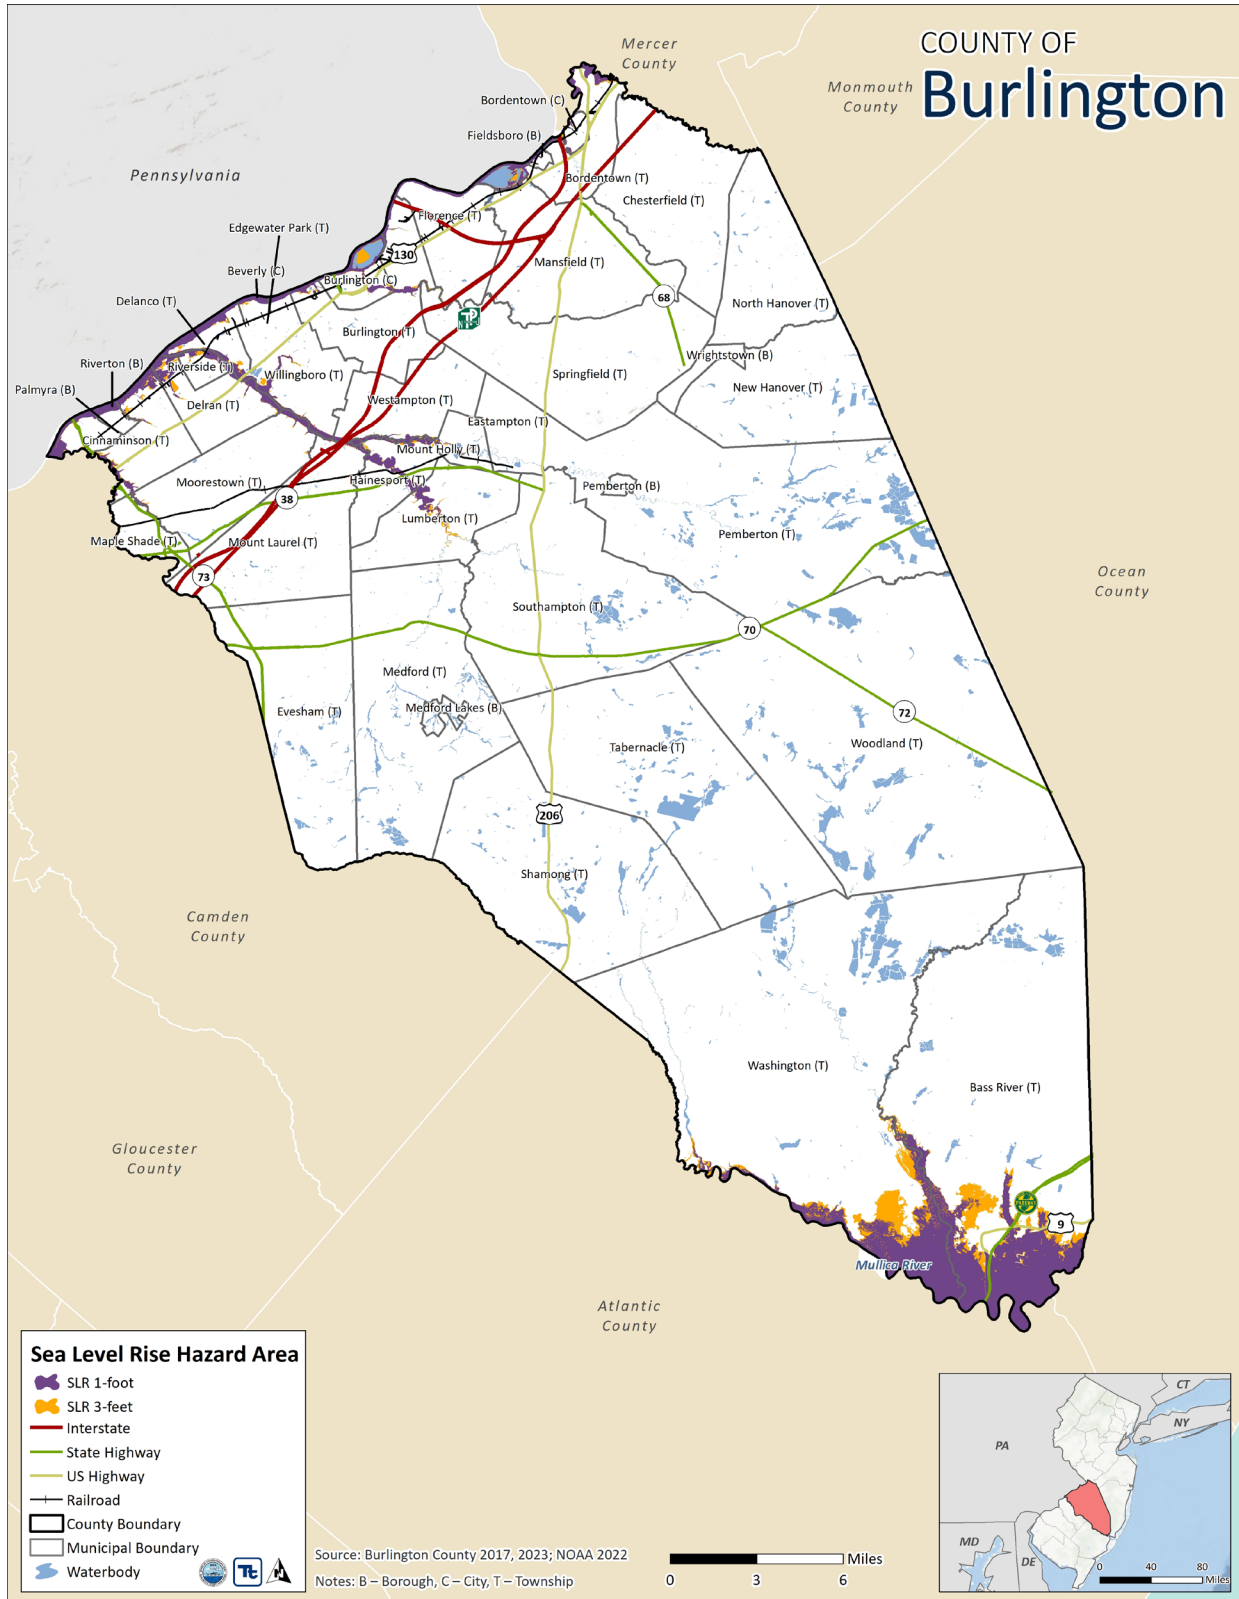 COUNTY OF
Burlington
Mercer
County
Monmouth
County
Bordentown (C)
Fieldsboro (B)
Pennsylvania
Bordentown (T)
Chesterfield (T)
Florence (T)
Edgewater Park (T)
130
Mansfield (T)
Beverly (C)
Burlington (C)
68
Delanco (T)
North Hanover (T)
TP
Burlington (T)
Wrightstown (B)
Riverton (B)
Riverside (T)
Willingboro (T)
Springfield (T)
New Hanover (T)
Palmyra (B)
Westampton (T)
Delran (T)
Eastampton (T)
Cinnaminson (T)
Mount Holly (T)
Moorestown (T)
Hainesport (T)
Pemberton (B)
38
Lumberton (T)
Maple Shade (T)
Mount Laurel (T)
Pemberton (T)
73
Ocean
County
Southampton (T)
70
Medford (T)
Medford Lakes (B)
Evesham (T)
72
Woodland (T)
Tabernacle (T)
206
Shamong (T)
Camden
County
Washington (T)
Bass River (T)
Gloucester
County
9
Mullica River
Atlantic
County
Sea Level Rise Hazard Area
SLR 1-foot
SLR 3-feet
Interstate
State Highway
US Highway
Railroad
County Boundary
Municipal Boundary
Waterbody
Tt
Source: Burlington County 2017, 2023; NOAA 2022
Notes: B – Borough, C – City, T – Township
Miles
0 3 6
CT
NY
PA
MD
DE
0 40 80
Miles